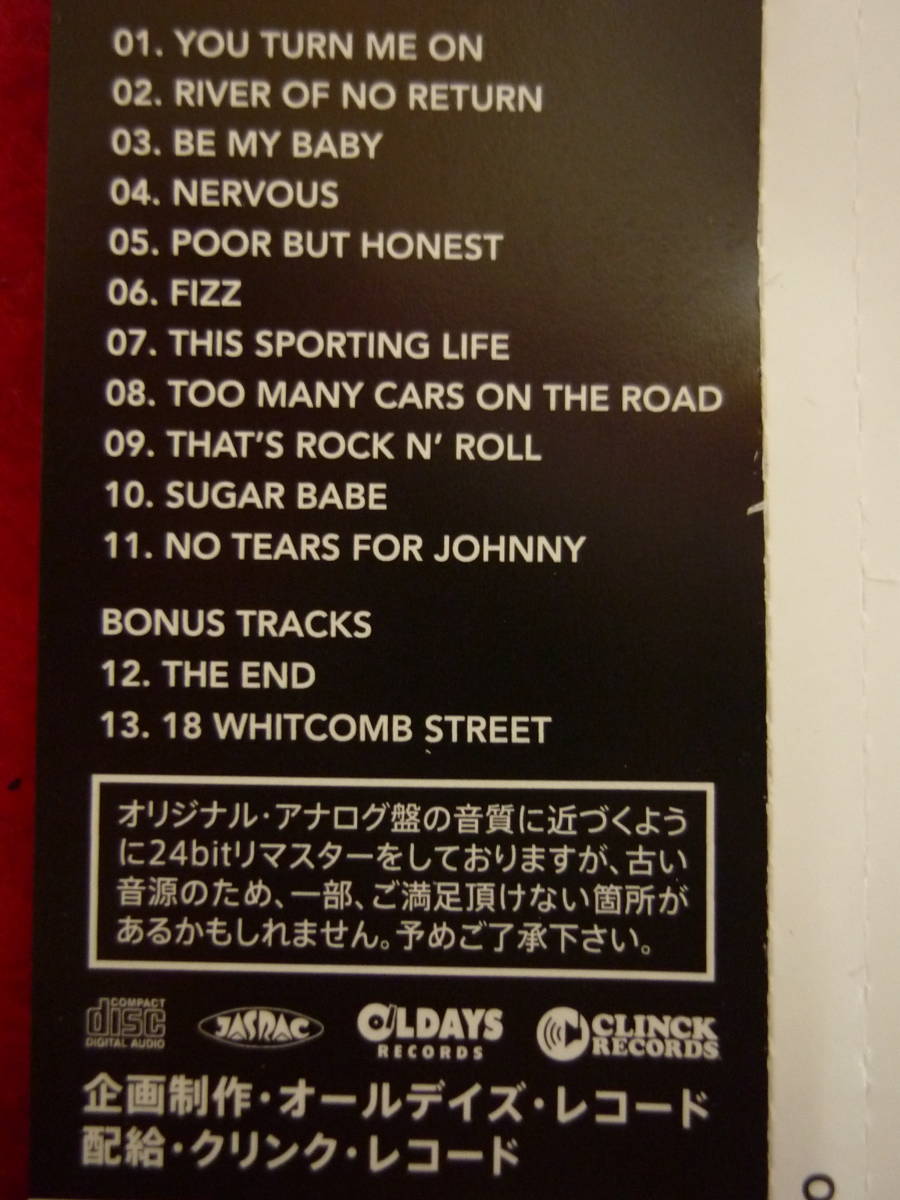 01. YOU TURN ME ON
02. RIVER OF NO RETURN
03. BE MY BABY
04. NERVOUS
05. POOR BUT HONEST
06. FIZZ
07. THIS SPORTING LIFE
08. TOO MANY CARS ON THE ROAD
09. THAT'S ROCK N' ROLL
10. SUGAR BABE
11. NO TEARS FOR JOHNNY
BONUS TRACKS
12. THE END
13. 18 WHITCOMB STREET
オリジナル・アナログ盤の音質に近づくよう
に24bitリマスターをしておりますが、古い
音源のため、一部、ご満足頂けない箇所が
あるかもしれません。予めご了承下さい。
COMPACT
disc
DIGITAL AUDIO
JASRAC
OLDAYS
RECORDS
CLINCK
RECORDS
企画制作・オールデイズ・レコード
配給・クリンク・レコード